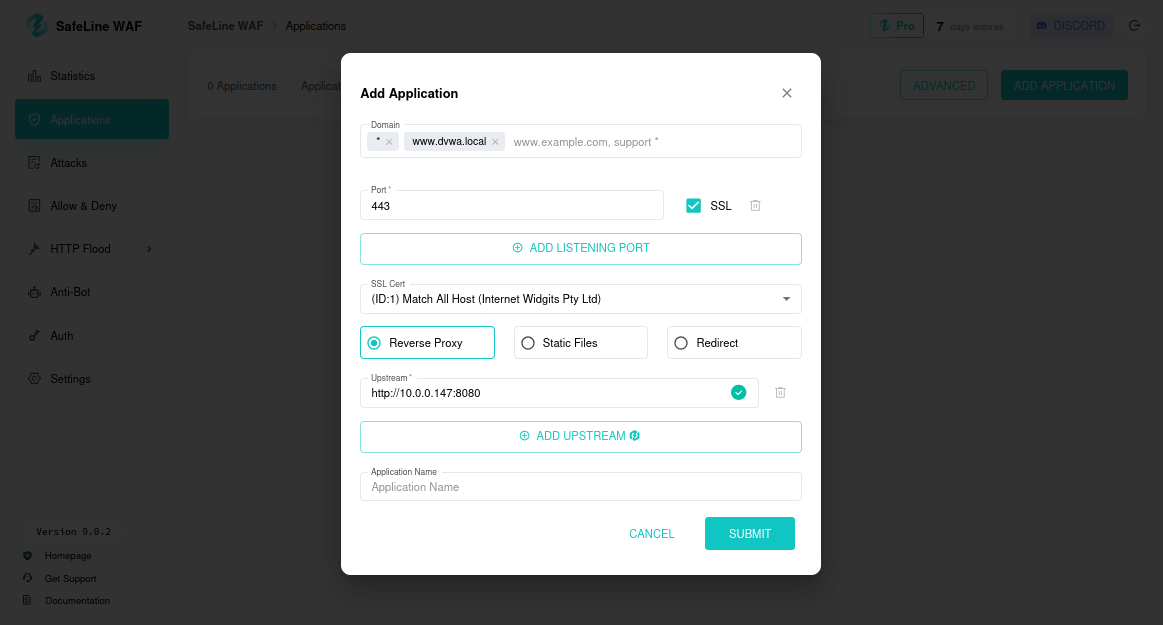 SafeLine WAF
SafeLine WAF > Applications
Pro
7 days expires
DISCORD
Statistics
Applications
Attacks
Allow & Deny
HTTP Flood
Anti-Bot
Auth
Settings
Version 9.0.2
Homepage
Get Support
Documentation
0 Applications
Applicat
ADVANCED
ADD APPLICATION
Add Application
Domain
* × www.dvwa.local × www.example.com, support *
Port *
443
SSL
ADD LISTENING PORT
SSL Cert
(ID:1) Match All Host (Internet Widgits Pty Ltd)
Reverse Proxy
Static Files
Redirect
Upstream *
http://10.0.0.147:8080
ADD UPSTREAM
Application Name
Application Name
CANCEL
SUBMIT